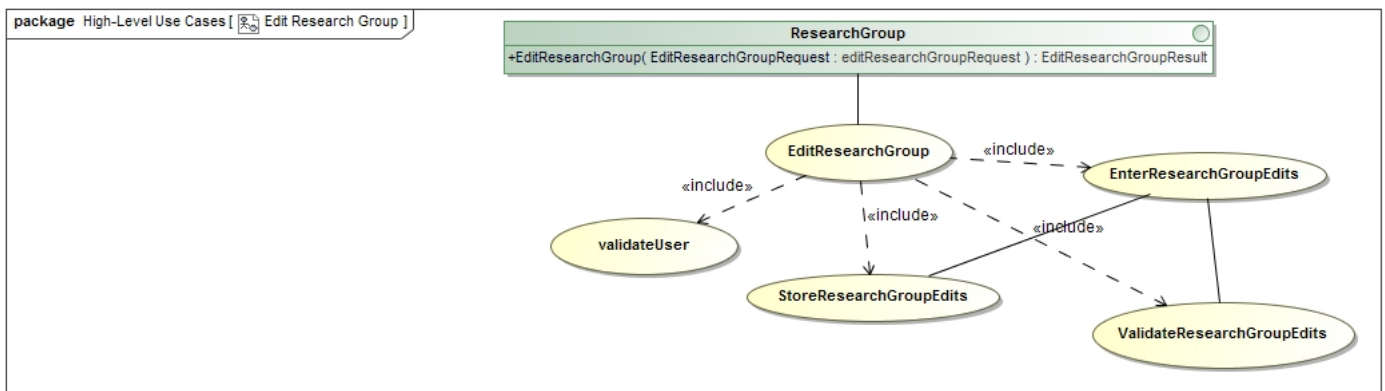 package High-Level Use Cases [ Edit Research Group ]
ResearchGroup
+EditResearchGroup( EditResearchGroupRequest : editResearchGroupRequest ) : EditResearchGroupResult
EditResearchGroup
«include»
EnterResearchGroupEdits
«include»
«include»
«include»
validateUser
StoreResearchGroupEdits
ValidateResearchGroupEdits